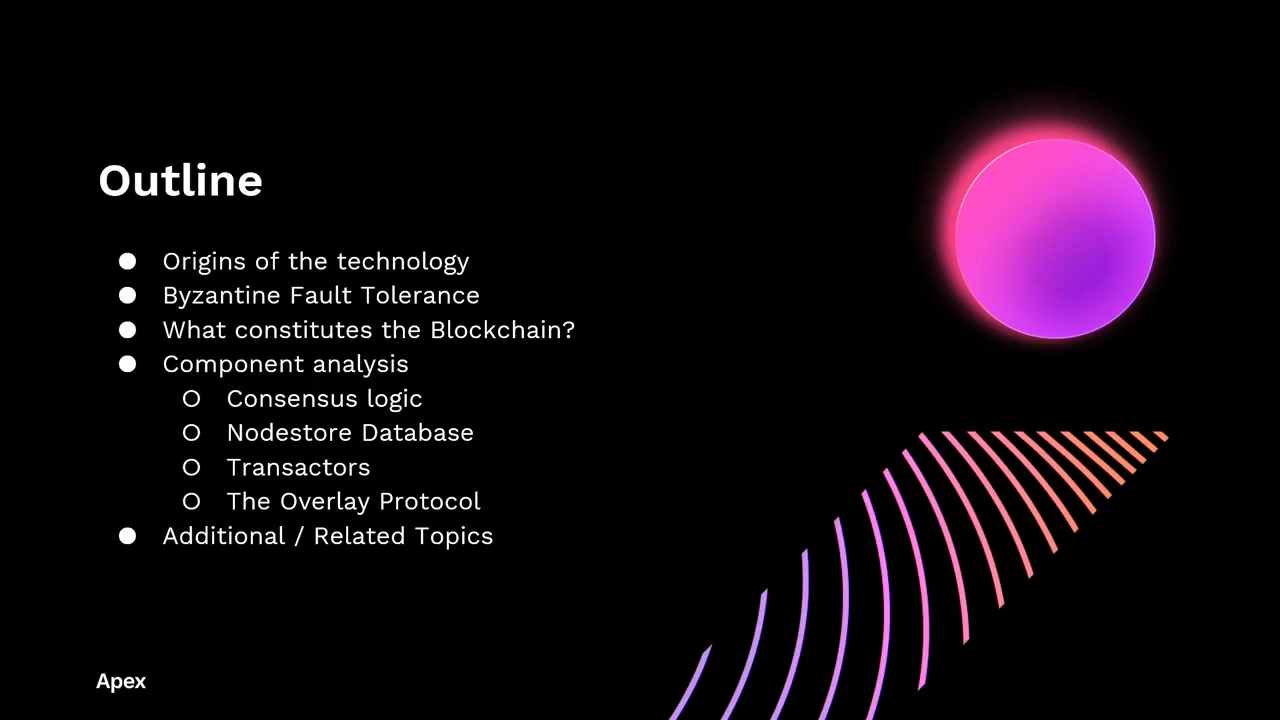 Outline
● Origins of the technology
● Byzantine Fault Tolerance
● What constitutes the Blockchain?
● Component analysis
○ Consensus logic
○ Nodestore Database
○ Transactors
○ The Overlay Protocol
● Additional / Related Topics
Apex